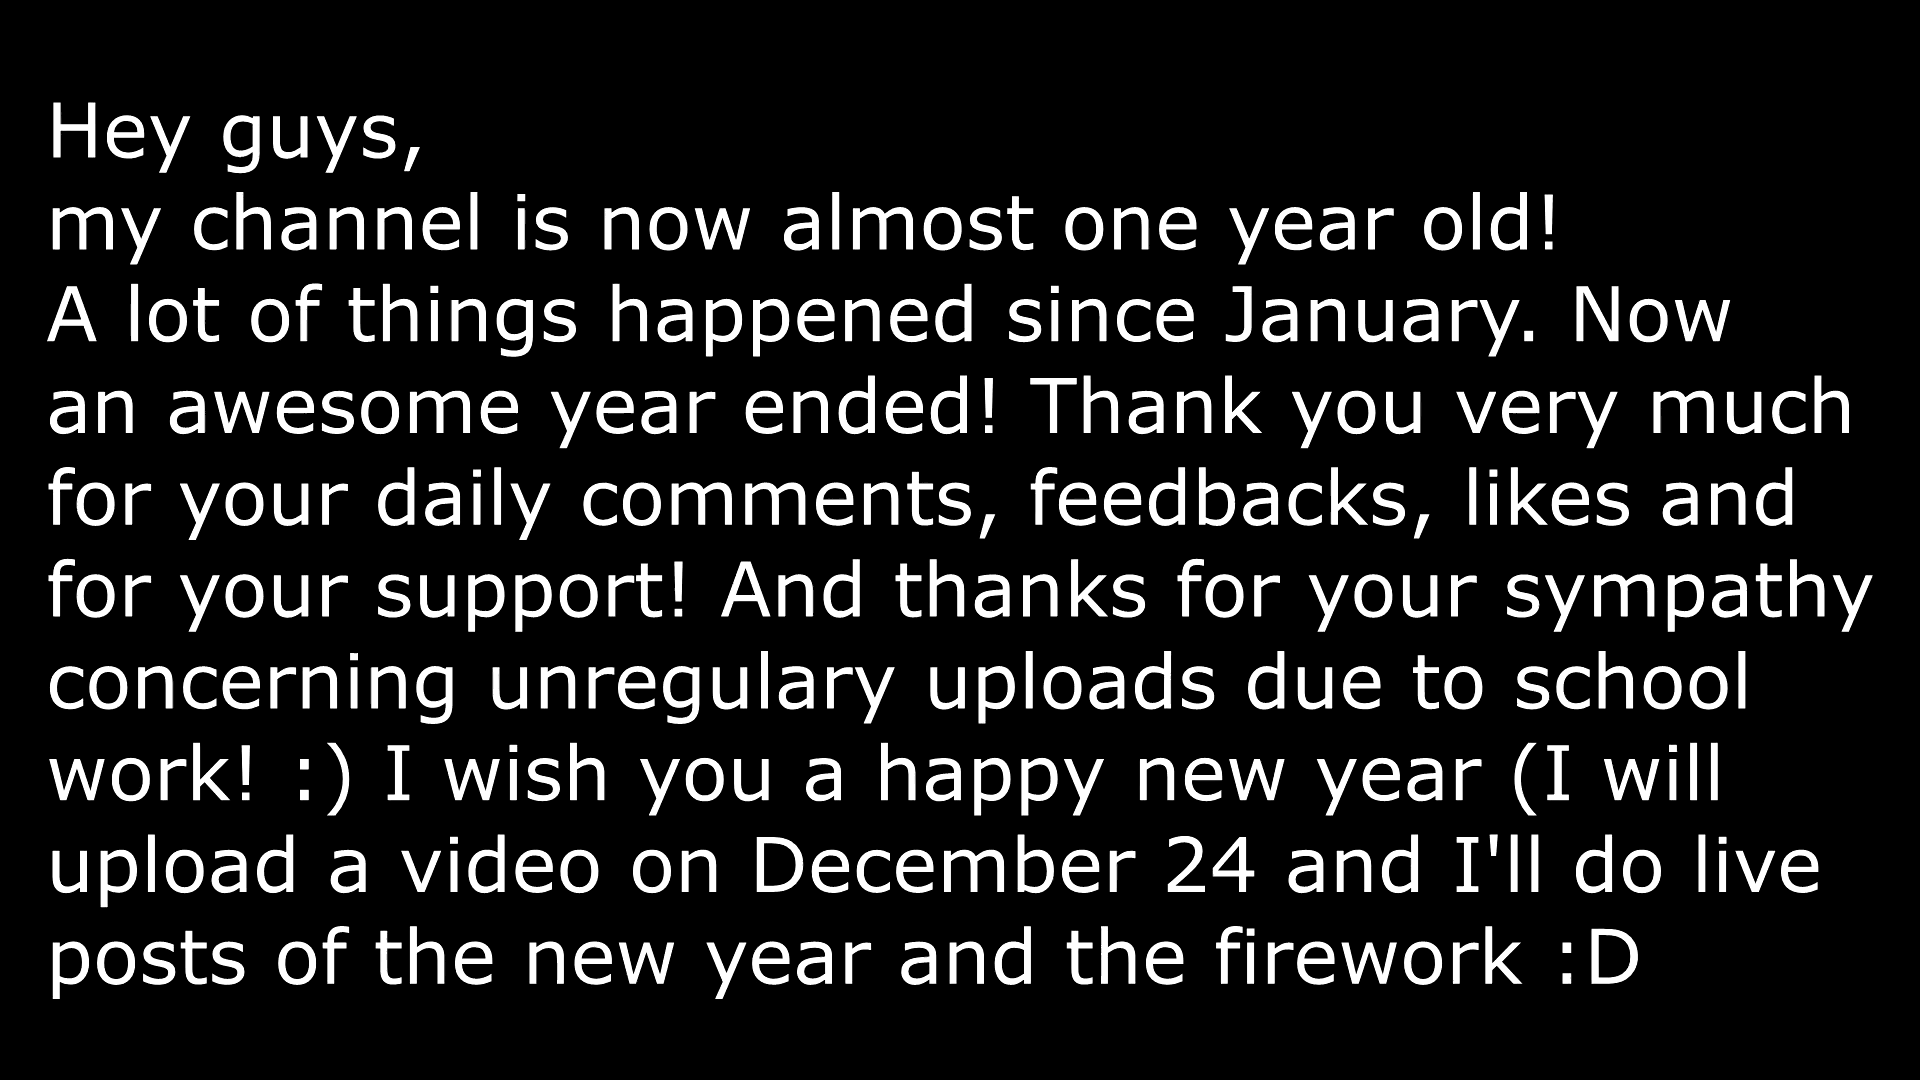 Hey guys,
my channel is now almost one year old!
A lot of things happened since January. Now
an awesome year ended! Thank you very much
for your daily comments, feedbacks, likes and
for your support! And thanks for your sympathy
concerning unregulary uploads due to school
work! :) I wish you a happy new year (I will
upload a video on December 24 and I'll do live
posts of the new year and the firework :D